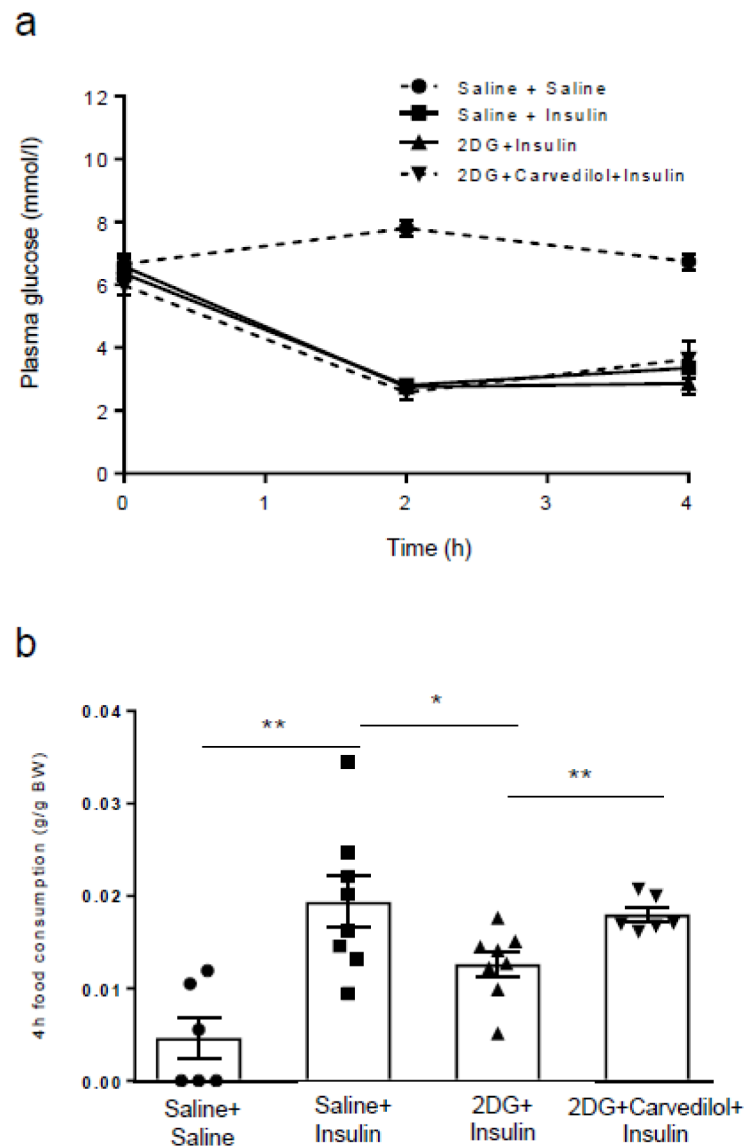 a
Saline + Saline
Saline + Insulin
2DG+Insulin
2DG+Carvedilol+Insulin
12
10
8
6
4
2
0
Plasma glucose (mmol/l)
0 1 2 3 4
Time (h)
b
0.04
0.03
0.02
0.01
0.00
4h food consumption (g/g BW)
** * **
Saline+ Saline+ 2DG+ 2DG+Carvedilol+
Saline Insulin Insulin Insulin